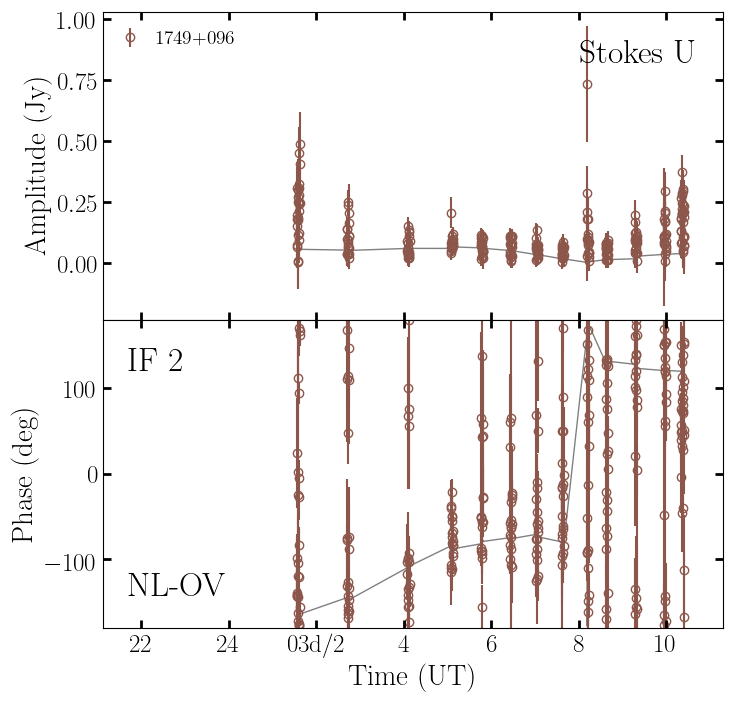 1749+096
Stokes U
1.00
0.75
0.50
0.25
0.00
Amplitude (Jy)
IF 2
100
0
−100
Phase (deg)
NL-OV
22 24 03d/2 4 6 8 10
Time (UT)